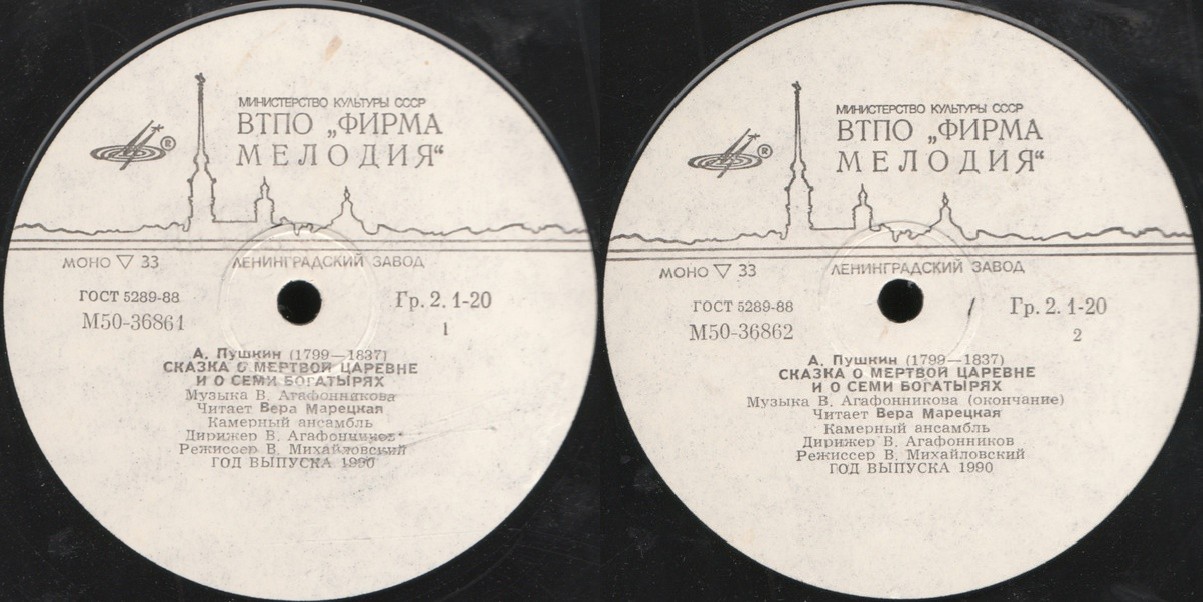 МИНИСТЕРСТВО КУЛЬТУРЫ СССР
ВТПО „ФИРМА
МЕЛОДИЯ“
®
МОНО ▽ 33
ЛЕНИНГРАДСКИЙ ЗАВОД
ГОСТ 5289-88
Гр. 2. 1-20
М50-36861
1
А. Пушкин (1799—1837)
СКАЗКА О МЕРТВОЙ ЦАРЕВНЕ
И О СЕМИ БОГАТЫРЯХ
Музыка В. Агафонникова
Читает Вера Марецкая
Камерный ансамбль
Дирижер В. Агафонников
Режиссер В. Михайловский
ГОД ВЫПУСКА 1990
МИНИСТЕРСТВО КУЛЬТУРЫ СССР
ВТПО „ФИРМА
МЕЛОДИЯ“
®
МОНО ▽ 33
ЛЕНИНГРАДСКИЙ ЗАВОД
ГОСТ 5289-88
Гр. 2. 1-20
М50-36862
2
А. Пушкин (1799—1837)
СКАЗКА О МЕРТВОЙ ЦАРЕВНЕ
И О СЕМИ БОГАТЫРЯХ
Музыка В. Агафонникова (окончание)
Читает Вера Марецкая
Камерный ансамбль
Дирижер В. Агафонников
Режиссер В. Михайловский
ГОД ВЫПУСКА 1990